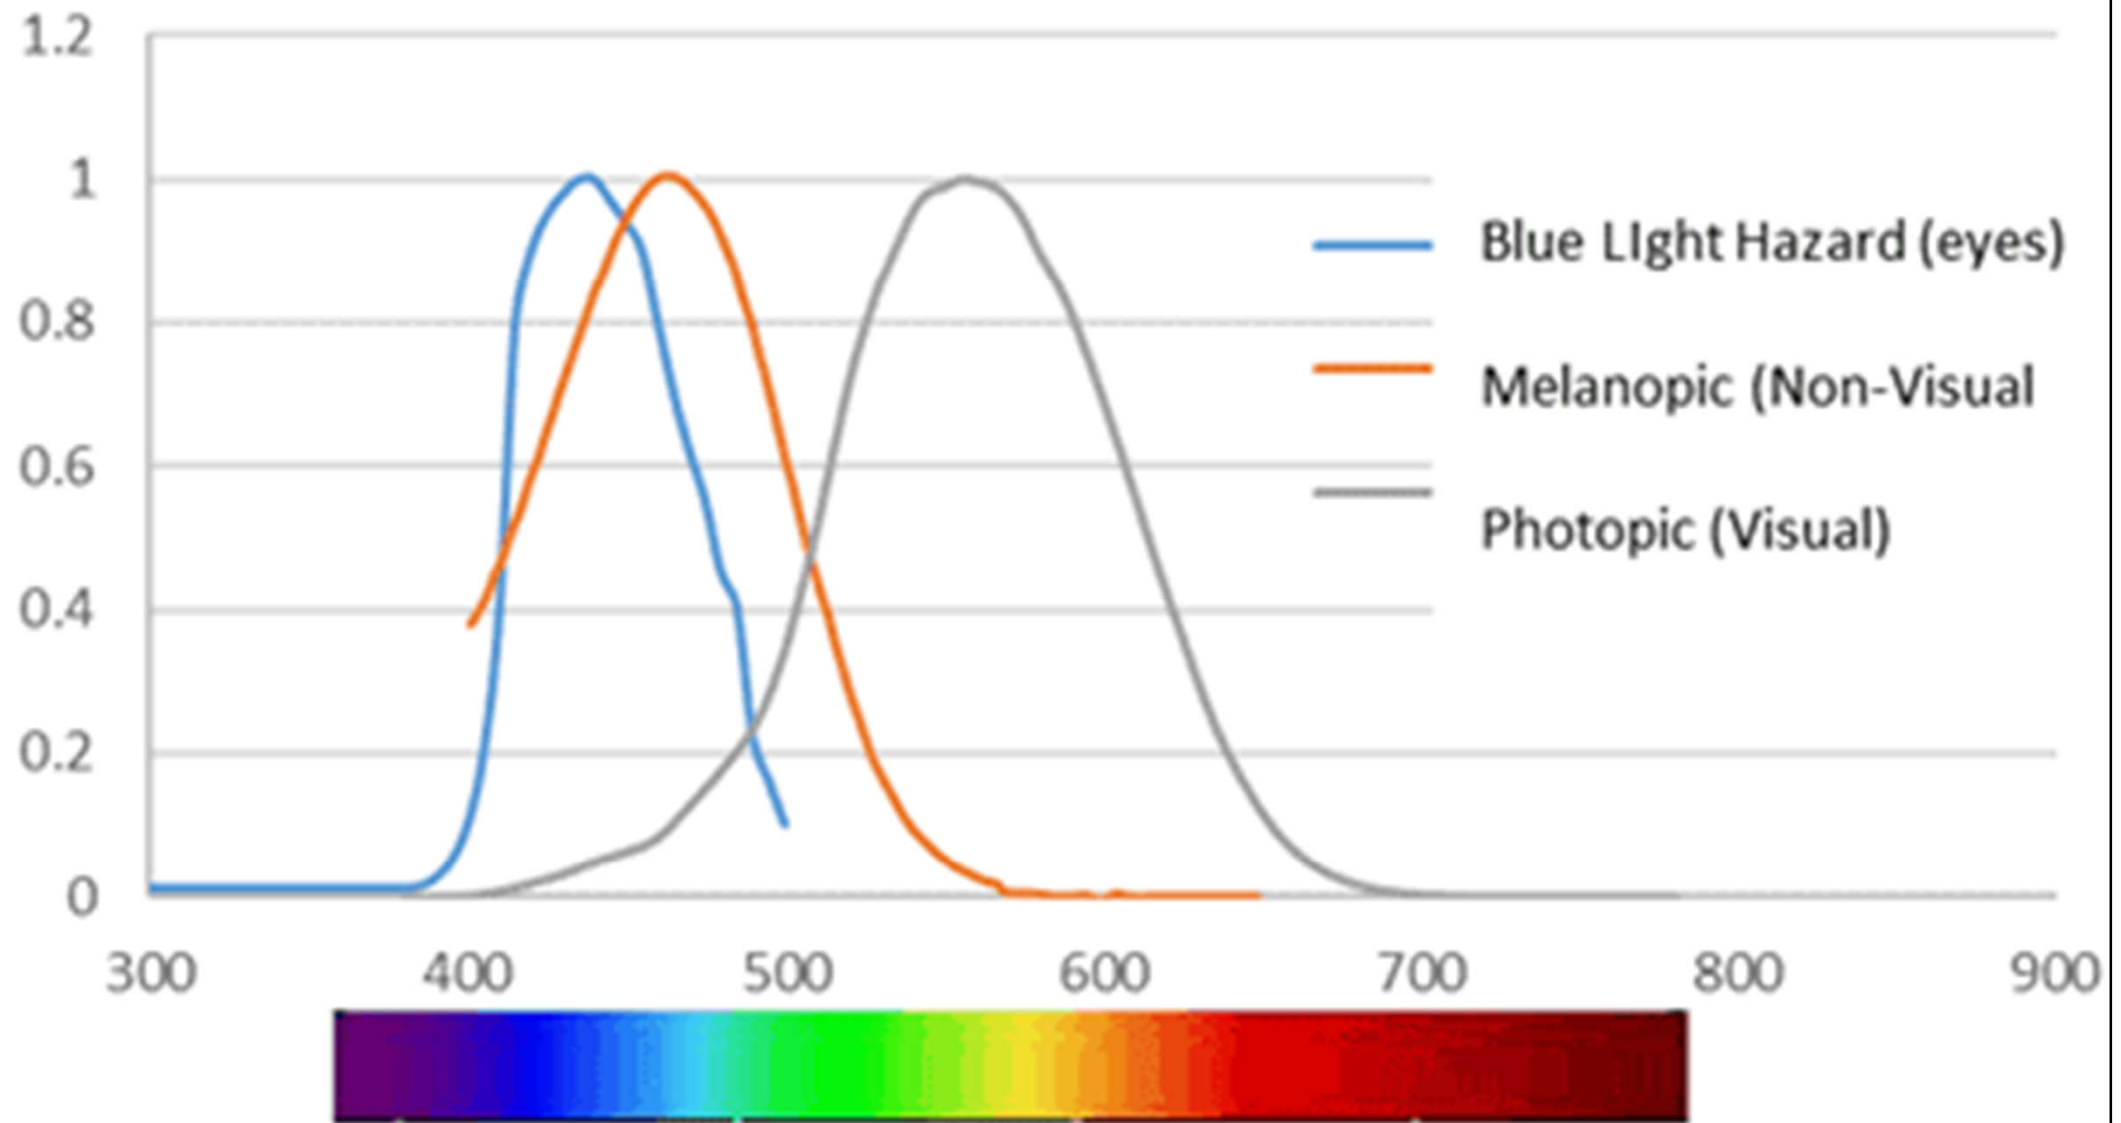 1.2
1
0.8
0.6
0.4
0.2
0
300 400 500 600 700 800 900
Blue LIght Hazard (eyes)
Melanopic (Non-Visual
Photopic (Visual)